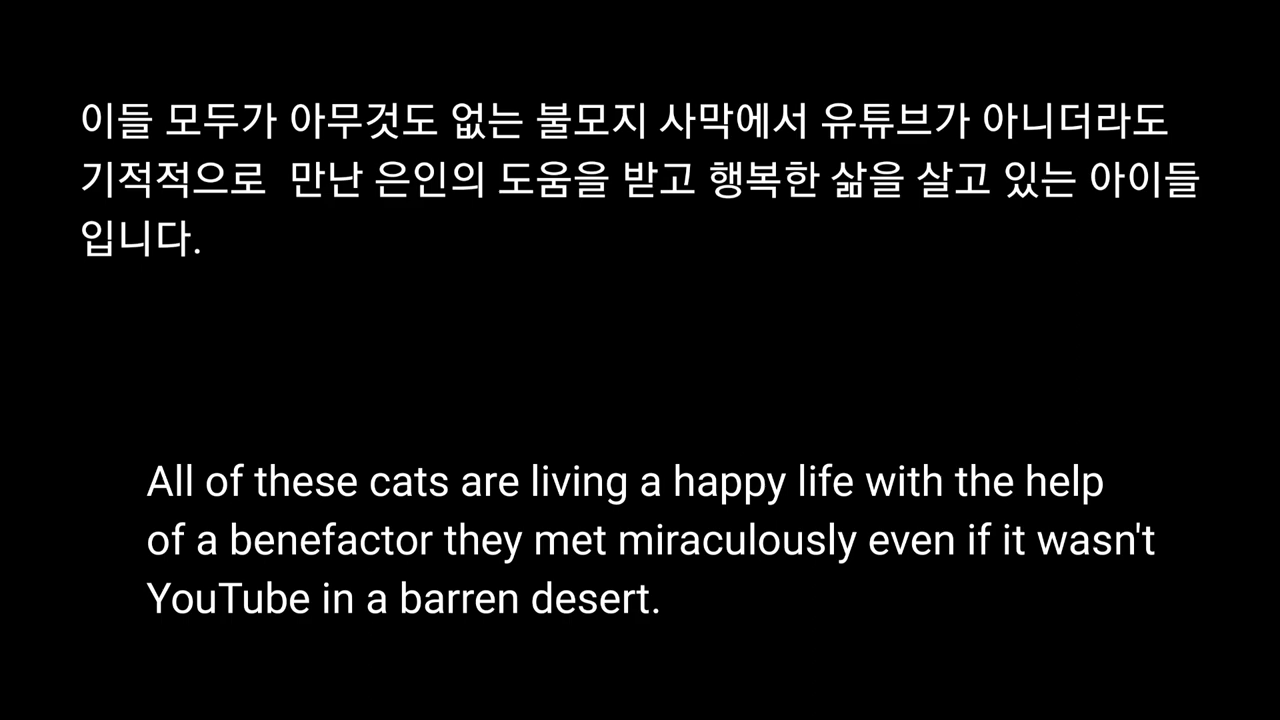 이들 모두가 아무것도 없는 불모지 사막에서 유튜브가 아니더라도
기적적으로  만난 은인의 도움을 받고 행복한 삶을 살고 있는 아이들
입니다.
All of these cats are living a happy life with the help
of a benefactor they met miraculously even if it wasn't
YouTube in a barren desert.